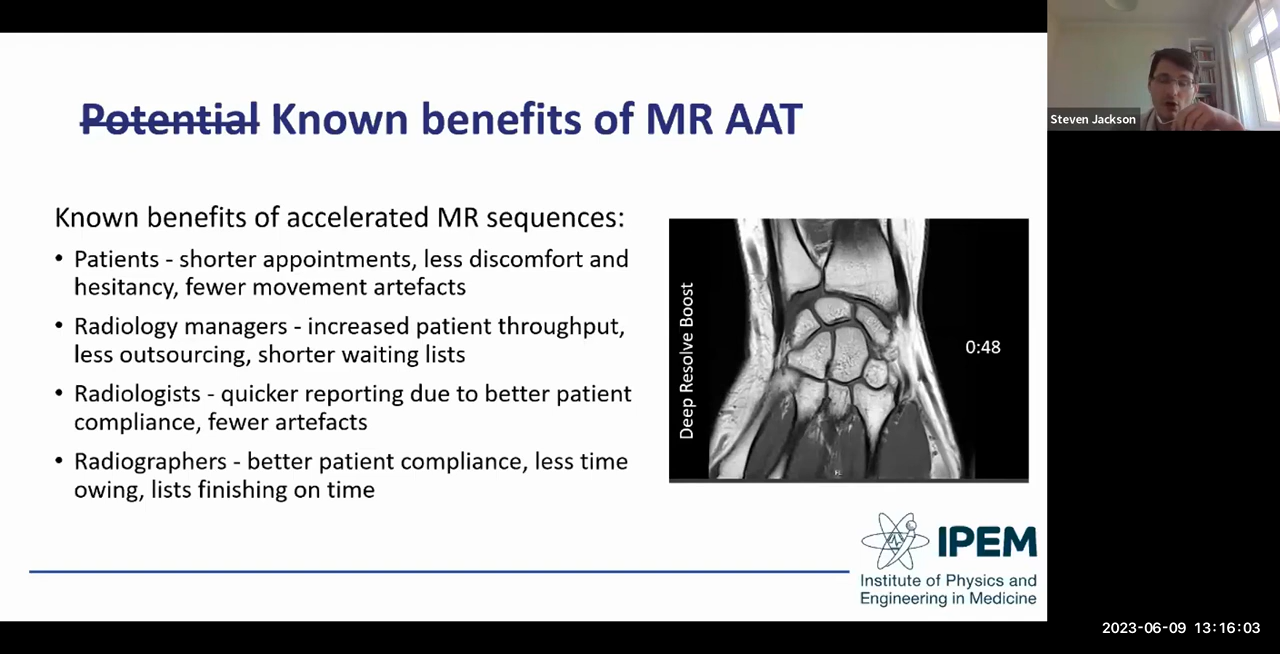 Potential Known benefits of MR AAT
Known benefits of accelerated MR sequences:
• Patients - shorter appointments, less discomfort and
hesitancy, fewer movement artefacts
• Radiology managers - increased patient throughput,
less outsourcing, shorter waiting lists
• Radiologists - quicker reporting due to better patient
compliance, fewer artefacts
• Radiographers - better patient compliance, less time
owing, lists finishing on time
Deep Resolve Boost
0:48
IPEM
Institute of Physics and
Engineering in Medicine
Steven Jackson
2023-06-09 13:16:03